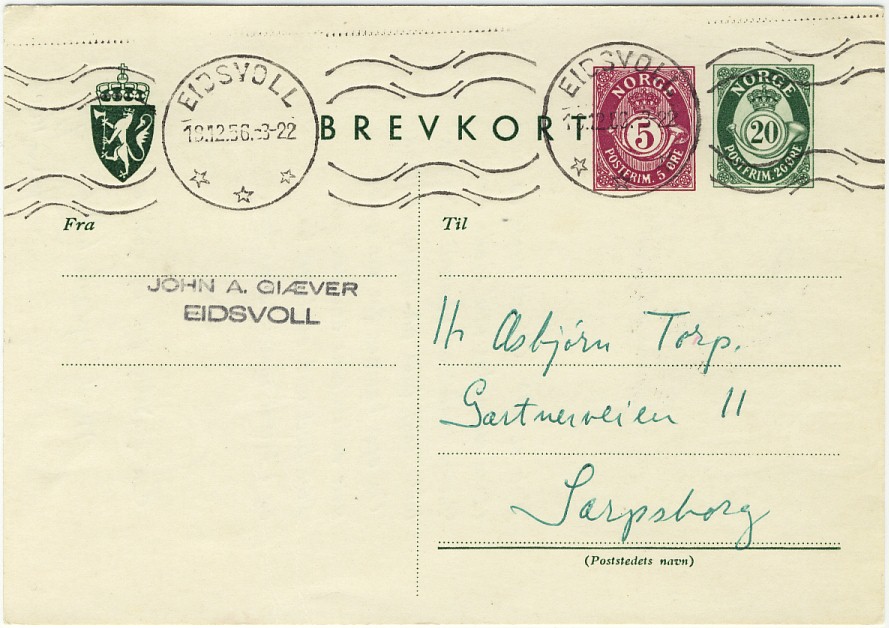 EIDSVOLL
18.12.56.-3-22
BREVKORT
EIDSVOLL
NORGE
5
POSTFRIM. 5 ØRE
NORGE
20
POSTFRIM. 20 ØRE
Fra
Til
JOHN A. GIÆVER
EIDSVOLL
Hr Asbjørn Torp.
Gartnerveien 11
Sarpsborg
(Poststedets navn)